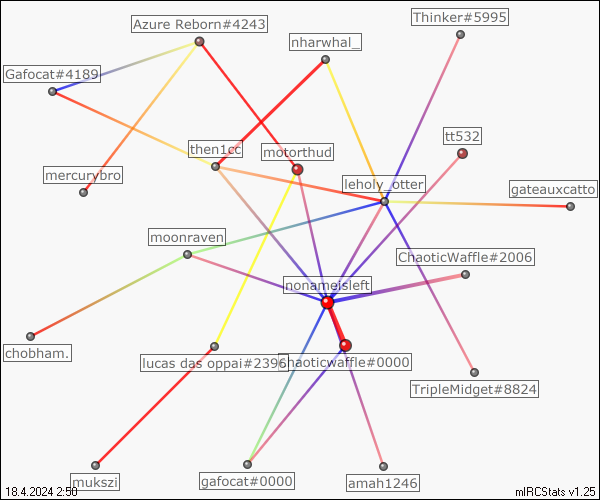 Thinker#5995
Azure Reborn#4243
nharwhal_
Gafocat#4189
tt532
then1cc
motorthud
mercurybro
leholy_otter
gateauxcatto
moonraven
ChaoticWaffle#2006
nonameisleft
chobham.
lucas das oppai#2396
haoticwaffle#0000
TripleMidget#8824
mukszi
gafocat#0000
amah1246
18.4.2024 2:50
mIRCStats v1.25